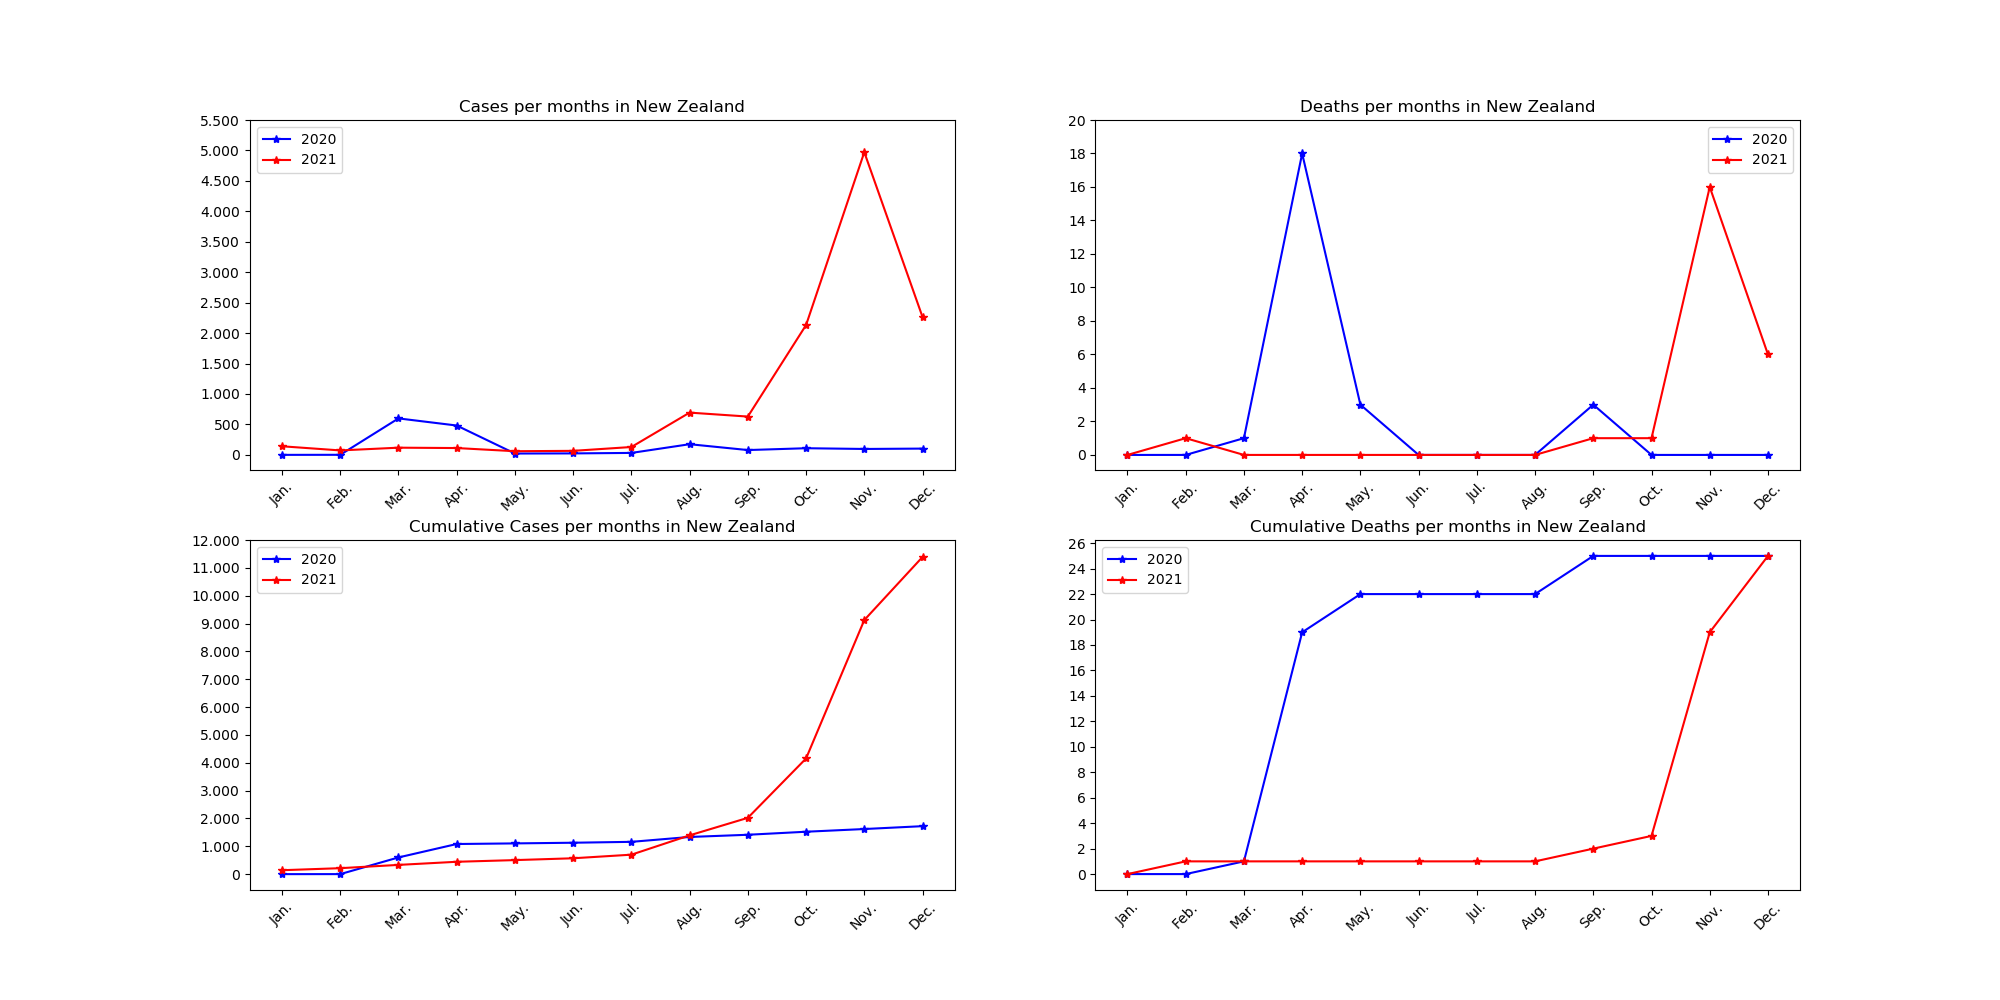 Cases per months in New Zealand
5.500
5.000
4.500
4.000
3.500
3.000
2.500
2.000
1.500
1.000
500
0
2020
2021
Jan.
Feb.
Mar.
Apr.
May.
Jun.
Jul.
Aug.
Sep.
Oct.
Nov.
Dec.
Deaths per months in New Zealand
20
18
16
14
12
10
8
6
4
2
0
2020
2021
Jan.
Feb.
Mar.
Apr.
May.
Jun.
Jul.
Aug.
Sep.
Oct.
Nov.
Dec.
Cumulative Cases per months in New Zealand
12.000
11.000
10.000
9.000
8.000
7.000
6.000
5.000
4.000
3.000
2.000
1.000
0
2020
2021
Jan.
Feb.
Mar.
Apr.
May.
Jun.
Jul.
Aug.
Sep.
Oct.
Nov.
Dec.
Cumulative Deaths per months in New Zealand
26
24
22
20
18
16
14
12
10
8
6
4
2
0
2020
2021
Jan.
Feb.
Mar.
Apr.
May.
Jun.
Jul.
Aug.
Sep.
Oct.
Nov.
Dec.